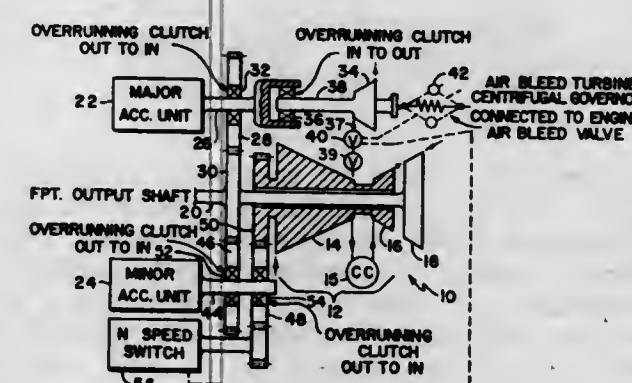 OVERRUNNING CLUTCH
OUT TO IN
OVERRUNNING CLUTCH
IN TO OUT
32
34
38
42
MAJOR
ACC. UNIT
22
AIR BLEED TURBINE
CENTRIFUGAL GOVERNO
CONNECTED TO ENGIN
AIR BLEED VALVE
36
37
40
V
26
28
39
V
30
FPT. OUTPUT SHAFT
20
50
OVERRUNNING CLUTCH
OUT TO IN
46
52
14
16
18
15
CC
10
24
MINOR
ACC. UNIT
54
12
44
48
N SPEED
SWITCH
OVERRUNNING
CLUTCH
OUT TO IN
56